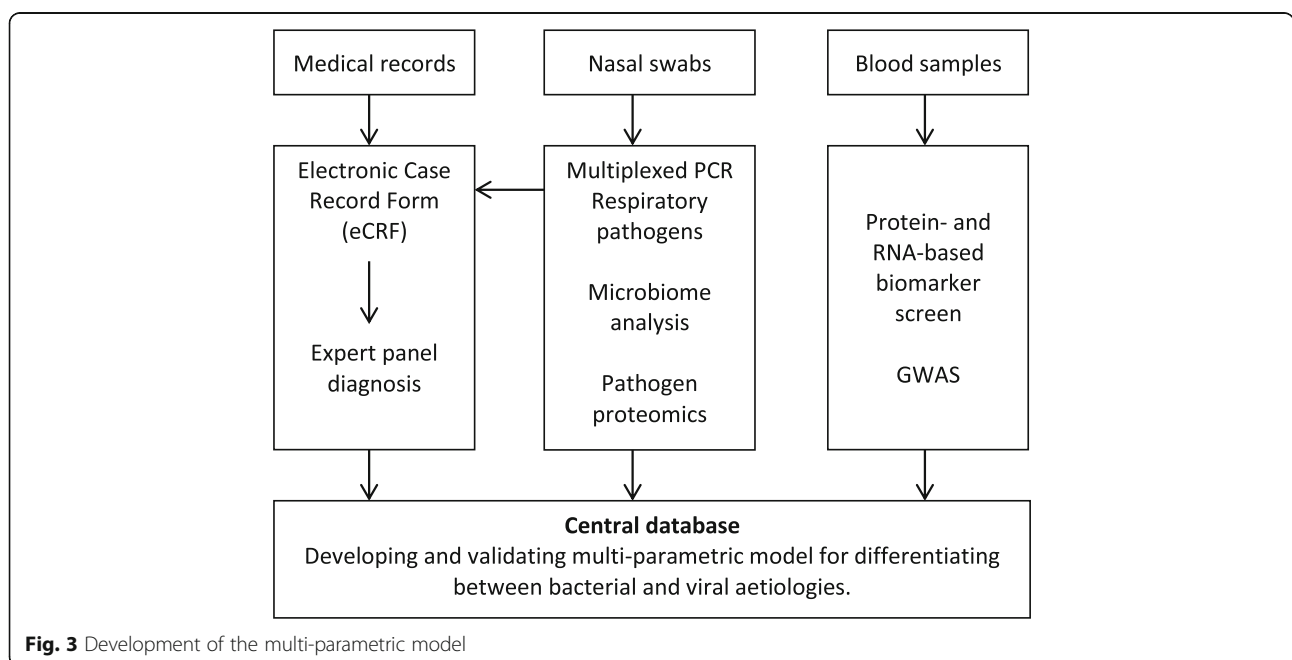 Medical records
Nasal swabs
Blood samples
Electronic Case
Record Form
(eCRF)
Expert panel
diagnosis
Multiplexed PCR
Respiratory
pathogens
Microbiome
analysis
Pathogen
proteomics
Protein- and
RNA-based
biomarker
screen
GWAS
Central database
Developing and validating multi-parametric model for differentiating
between bacterial and viral aetiologies.
Fig. 3 Development of the multi-parametric model